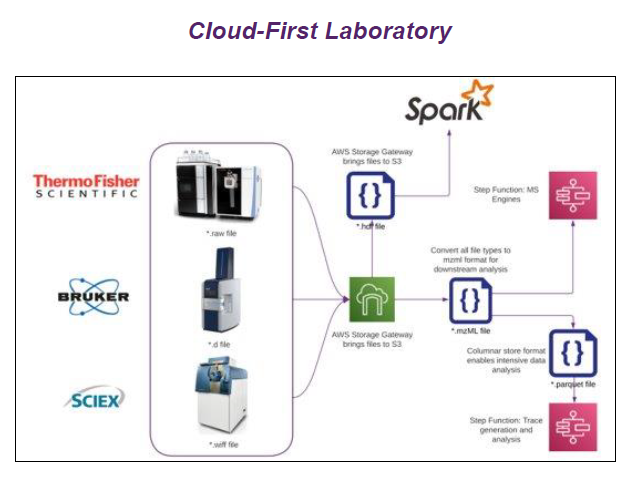 Cloud-First Laboratory
Spark
AWS Storage Gateway
brings files to S3
ThermoFisher
SCIENTIFIC
{ }
Step Function: MS
Engines
*.raw file
*.hdf file
Convert all file types to
mzml format for
downstream analysis
BRUKER
{ }
*.d file
AWS Storage Gateway
brings files to S3
*.mzML file
Columnar store format
enables intensive data
analysis
{ }
*.parquet file
SCIEX
Step Function: Trace
generation and
analysis
*.wiff file